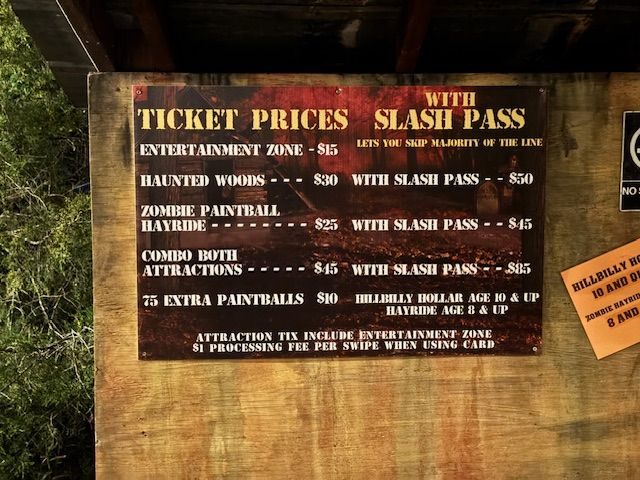 TICKET PRICES
WITH
SLASH PASS
LETS YOU SKIP MAJORITY OF THE LINE
ENTERTAINMENT ZONE - $15
HAUNTED WOODS - - - $30 WITH SLASH PASS - - $50
ZOMBIE PAINTBALL
HAYRIDE - - - - - - - - $25 WITH SLASH PASS - - $45
COMBO BOTH
ATTRACTIONS - - - - - $45 WITH SLASH PASS - - $85
75 EXTRA PAINTBALLS $10
HILLBILLY HOLLAR AGE 10 & UP
HAYRIDE AGE 8 & UP
ATTRACTION TIX INCLUDE ENTERTAINMENT ZONE
$1 PROCESSING FEE PER SWIPE WHEN USING CARD
NO
HILLBILLY
10 AND
ZOMBIE
8 AND